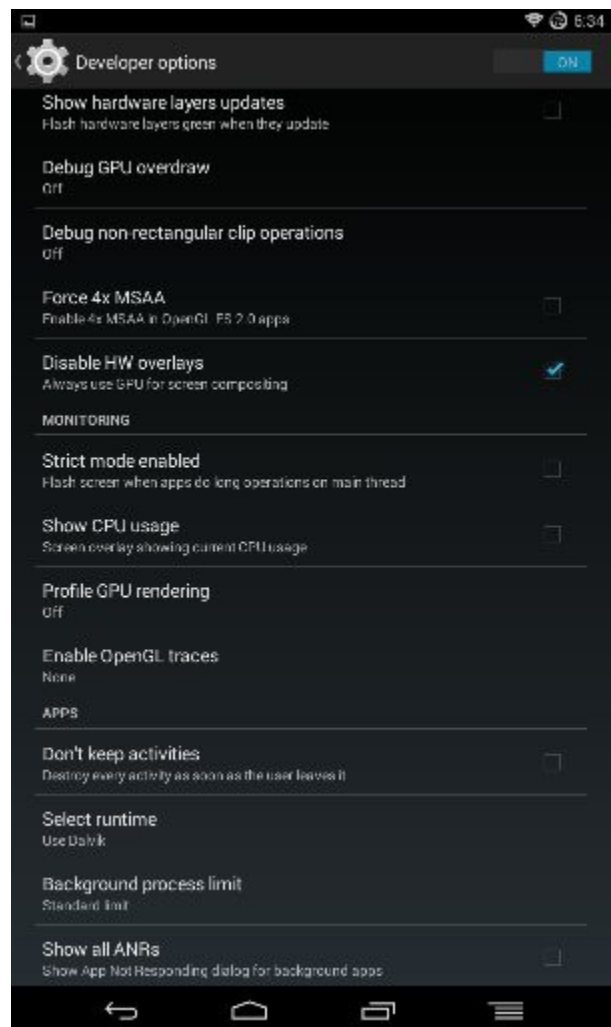 6:34
Developer options
ON
Show hardware layers updates
Flash hardware layers green when they update
Debug GPU overdraw
Off
Debug non-rectangular clip operations
Off
Force 4x MSAA
Enable 4x MSAA in OpenGL ES 2.0 apps
Disable HW overlays
Always use GPU for screen compositing
MONITORING
Strict mode enabled
Flash screen when apps do long operations on main thread
Show CPU usage
Screen overlay showing current CPU usage
Profile GPU rendering
Off
Enable OpenGL traces
None
APPS
Don't keep activities
Destroy every activity as soon as the user leaves it
Select runtime
Use Dalvik
Background process limit
Standard limit
Show all ANRs
Show App Not Responding dialog for background apps